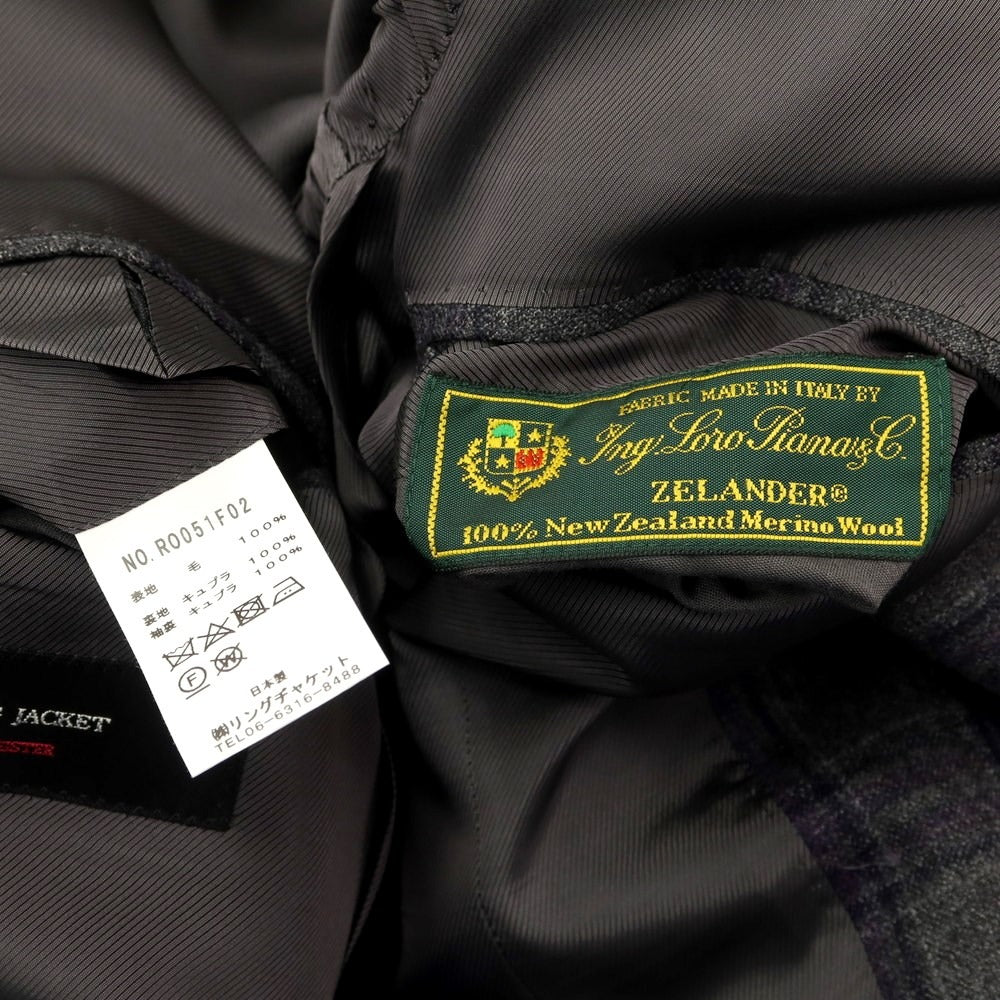 NO.R0051F02
表地 毛 100%
裏地 キュプラ 100%
袖裏 キュプラ 100%
F W
日本製
㈱リングヂャケット
TEL06-6316-8488
JACKET
FABRIC MADE IN ITALY BY
Ing Loro Piana & C.
ZELANDER®
100% New Zealand Merino Wool